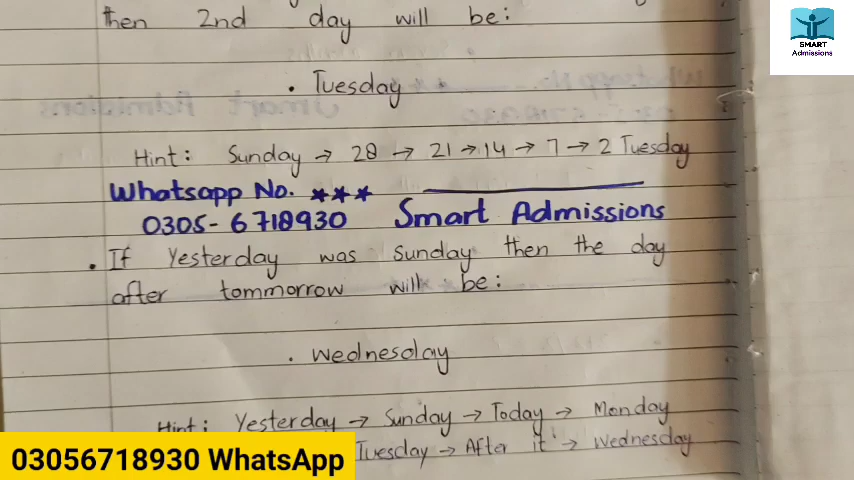 then 2nd day will be:
SMART
Admissions
. Tuesday
Hint: Sunday → 28 → 21 → 14 → 7 → 2 Tuesday
Whatsapp No. ★★★
0305-6718930 Smart Admissions
. If Yesterday was Sunday then the day
after tommorrow will be:
. Wednesday
Hint: Yesterday → Sunday → Today → Monday
Tuesday → After it → Wednesday
03056718930 WhatsApp